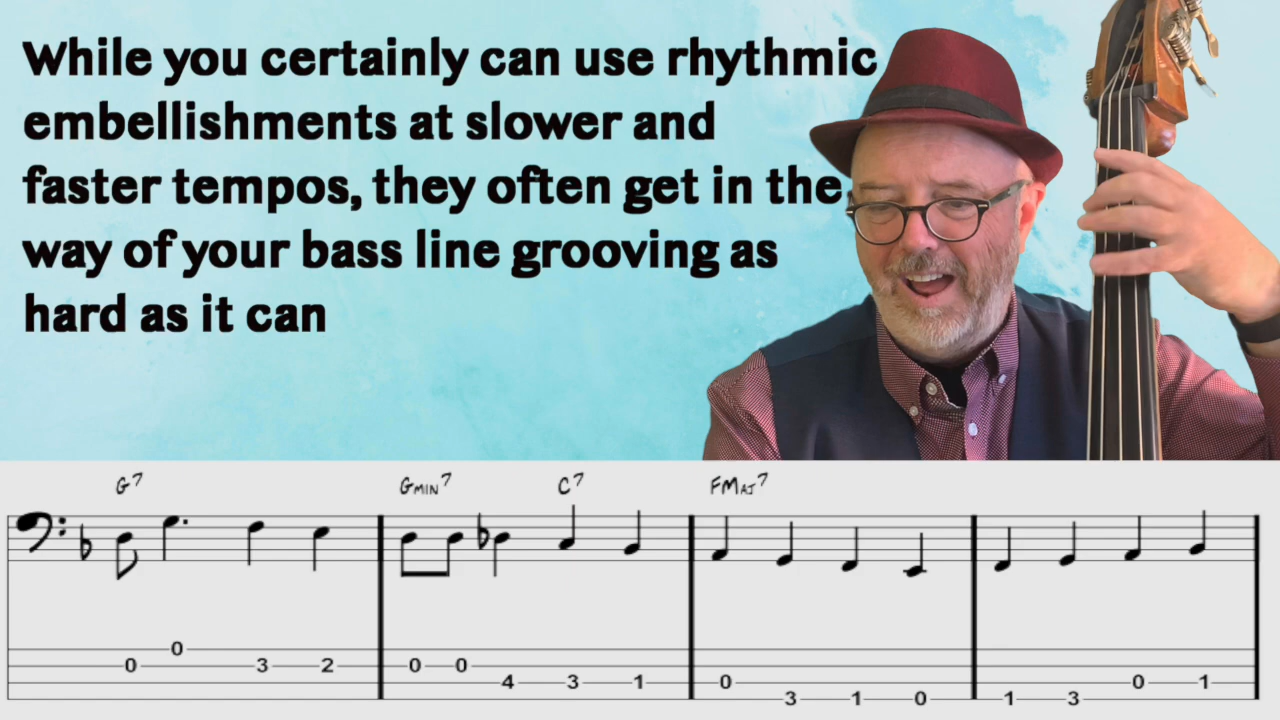 While you certainly can use rhythmic
embellishments at slower and
faster tempos, they often get in the
way of your bass line grooving as
hard as it can
G7 GMIN7 C7 FMAJ7
0 0 3 2 0 0 4 3 1 0 3 1 0 1 3 0 1